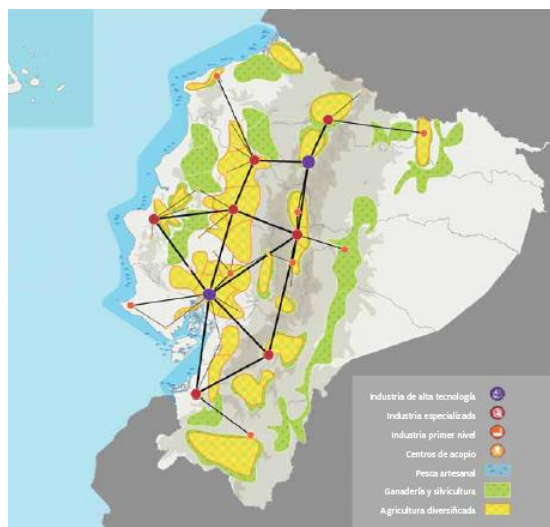 Industria de alta tecnología
Industria especializada
Industria primer nivel
Centros de acopio
Pesca artesanal
Ganadería y silvicultura
Agricultura diversificada